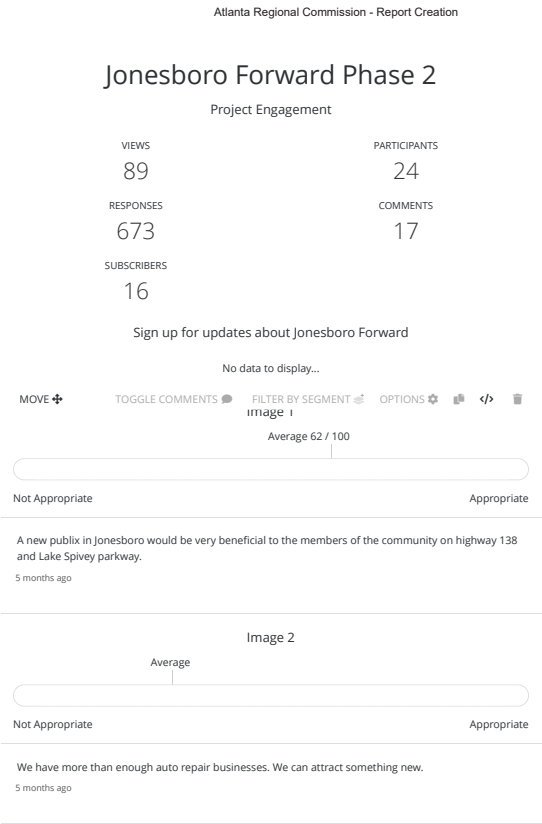 Atlanta Regional Commission - Report Creation
Jonesboro Forward Phase 2
Project Engagement
VIEWS
89
PARTICIPANTS
24
RESPONSES
673
COMMENTS
17
SUBSCRIBERS
16
Sign up for updates about Jonesboro Forward
No data to display...
MOVE TOGGLE COMMENTS FILTER BY SEGMENT OPTIONS </>
Image 1
Average 62 / 100
Not Appropriate Appropriate
A new publix in Jonesboro would be very beneficial to the members of the community on highway 138
and Lake Spivey parkway.
5 months ago
Image 2
Average
Not Appropriate Appropriate
We have more than enough auto repair businesses. We can attract something new.
5 months ago